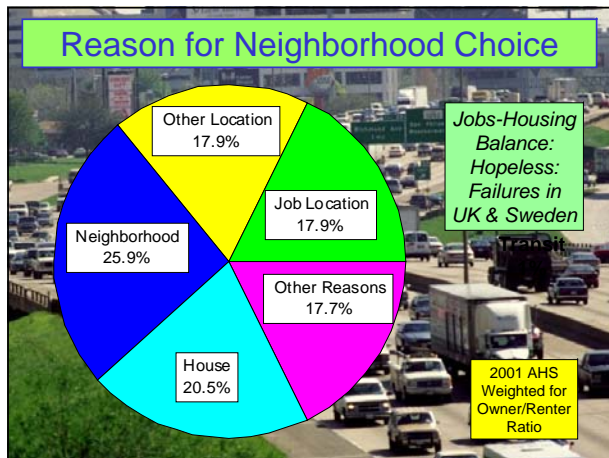 Reason for Neighborhood Choice
Other Location
17.9%
Job Location
17.9%
Neighborhood
25.9%
Other Reasons
17.7%
House
20.5%
Jobs-Housing
Balance:
Hopeless:
Failures in
UK & Sweden
Transit
2001 AHS
Weighted for
Owner/Renter
Ratio